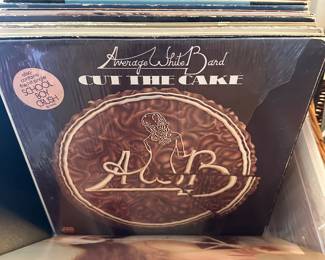 Average White Band
CUT THE CAKE
also
contains
the hit single
SCHOOL
BOY
CRUSH
AWB